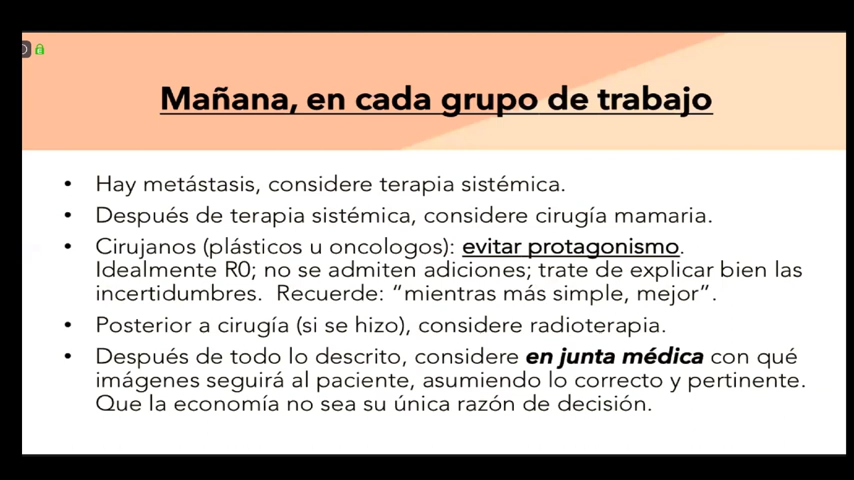 Mañana, en cada grupo de trabajo
• Hay metástasis, considere terapia sistémica.
• Después de terapia sistémica, considere cirugía mamaria.
• Cirujanos (plásticos u oncologos): evitar protagonismo.
Idealmente R0; no se admiten adiciones; trate de explicar bien las
incertidumbres. Recuerde: “mientras más simple, mejor”.
• Posterior a cirugía (si se hizo), considere radioterapia.
• Después de todo lo descrito, considere en junta médica con qué
imágenes seguirá al paciente, asumiendo lo correcto y pertinente.
Que la economía no sea su única razón de decisión.